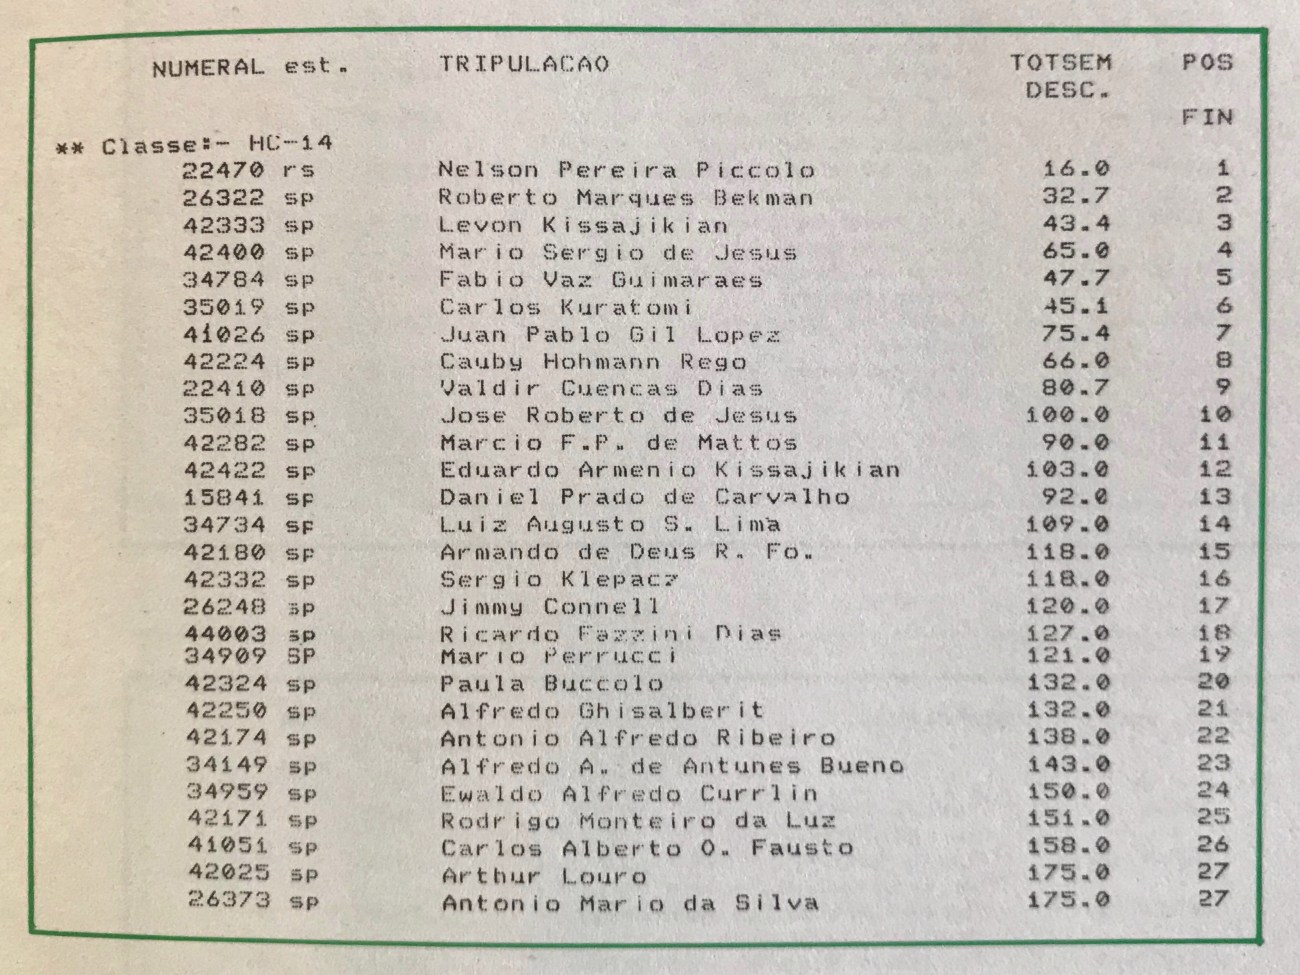 NUMERAL est. TRIPULACAO TOTSEM POS
DESC.
FIN
** Classe:- HC-14
22470 rs Nelson Pereira Piccolo 16.0 1
26322 sp Roberto Marques Bekman 32.7 2
42333 sp Levon Kissajikian 43.4 3
42400 sp Mario Sergio de Jesus 65.0 4
34784 sp Fabio Vaz Guimaraes 47.7 5
35019 sp Carlos Kuratomi 45.1 6
41026 sp Juan Pablo Gil Lopez 75.4 7
42224 sp Cauby Hohmann Rego 66.0 8
22410 sp Valdir Cuencas Dias 80.7 9
35018 sp Jose Roberto de Jesus 100.0 10
42282 sp Marcio F.P. de Mattos 90.0 11
42422 sp Eduardo Armenio Kissajikian 103.0 12
15841 sp Daniel Prado de Carvalho 92.0 13
34734 sp Luiz Augusto S. Lima 109.0 14
42180 sp Armando de Deus R. Fo. 118.0 15
42332 sp Sergio Klepacz 118.0 16
26248 sp Jimmy Connell 120.0 17
44003 sp Ricardo Fazzini Dias 127.0 18
34909 SP Mario Perrucci 121.0 19
42324 sp Paula Buccolo 132.0 20
42250 sp Alfredo Ghisalberit 132.0 21
42174 sp Antonio Alfredo Ribeiro 138.0 22
34149 sp Alfredo A. de Antunes Bueno 143.0 23
34959 sp Ewaldo Alfredo Currlin 150.0 24
42171 sp Rodrigo Monteiro da Luz 151.0 25
41051 sp Carlos Alberto O. Fausto 158.0 26
42025 sp Arthur Louro 175.0 27
26373 sp Antonio Mario da Silva 175.0 27